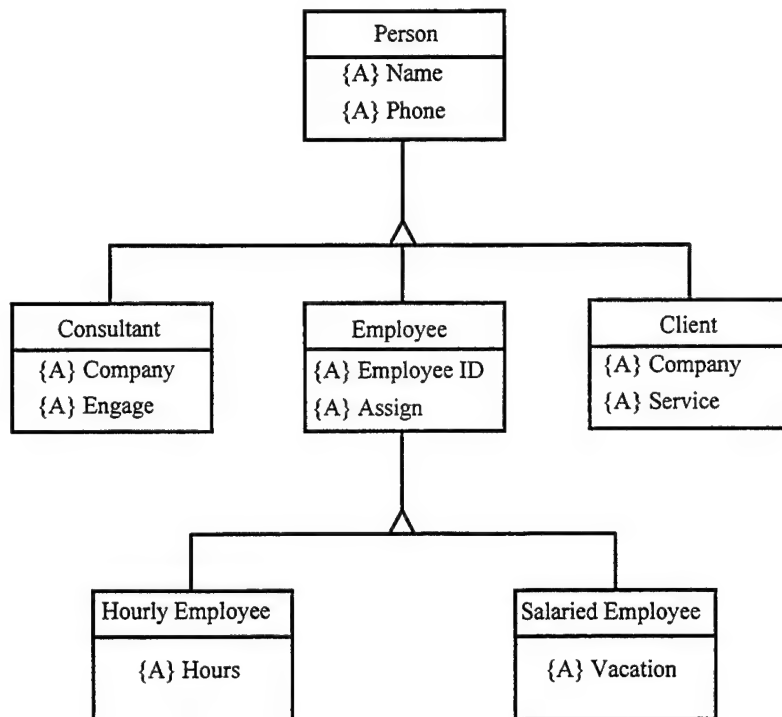 Person
{A} Name
{A} Phone
Consultant
{A} Company
{A} Engage
Employee
{A} Employee ID
{A} Assign
Client
{A} Company
{A} Service
Hourly Employee
{A} Hours
Salaried Employee
{A} Vacation